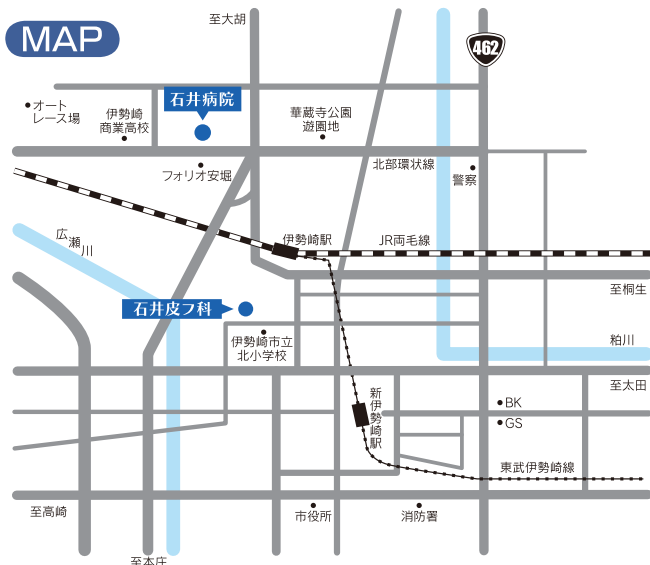 至大胡
MAP
462
石井病院
オート
レース場
伊勢崎
商業高校
華蔵寺公園
遊園地
フォリオ安堀
北部環状線
警察
広瀬川
伊勢崎駅
JR両毛線
至桐生
石井皮フ科
伊勢崎市立
北小学校
粕川
至太田
新伊勢崎駅
BK
GS
東武伊勢崎線
至高崎
市役所
消防署
至本庄